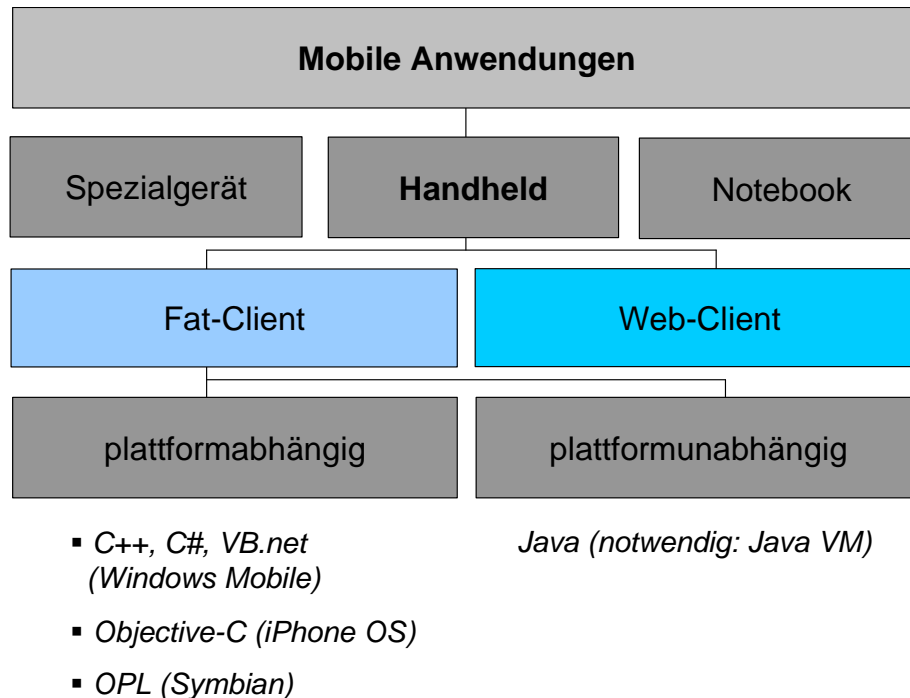 Mobile Anwendungen
Spezialgerät
Handheld
Notebook
Fat-Client
Web-Client
plattformabhängig
plattformunabhängig
▪ C++, C#, VB.net
(Windows Mobile)
▪ Objective-C (iPhone OS)
▪ OPL (Symbian)
Java (notwendig: Java VM)